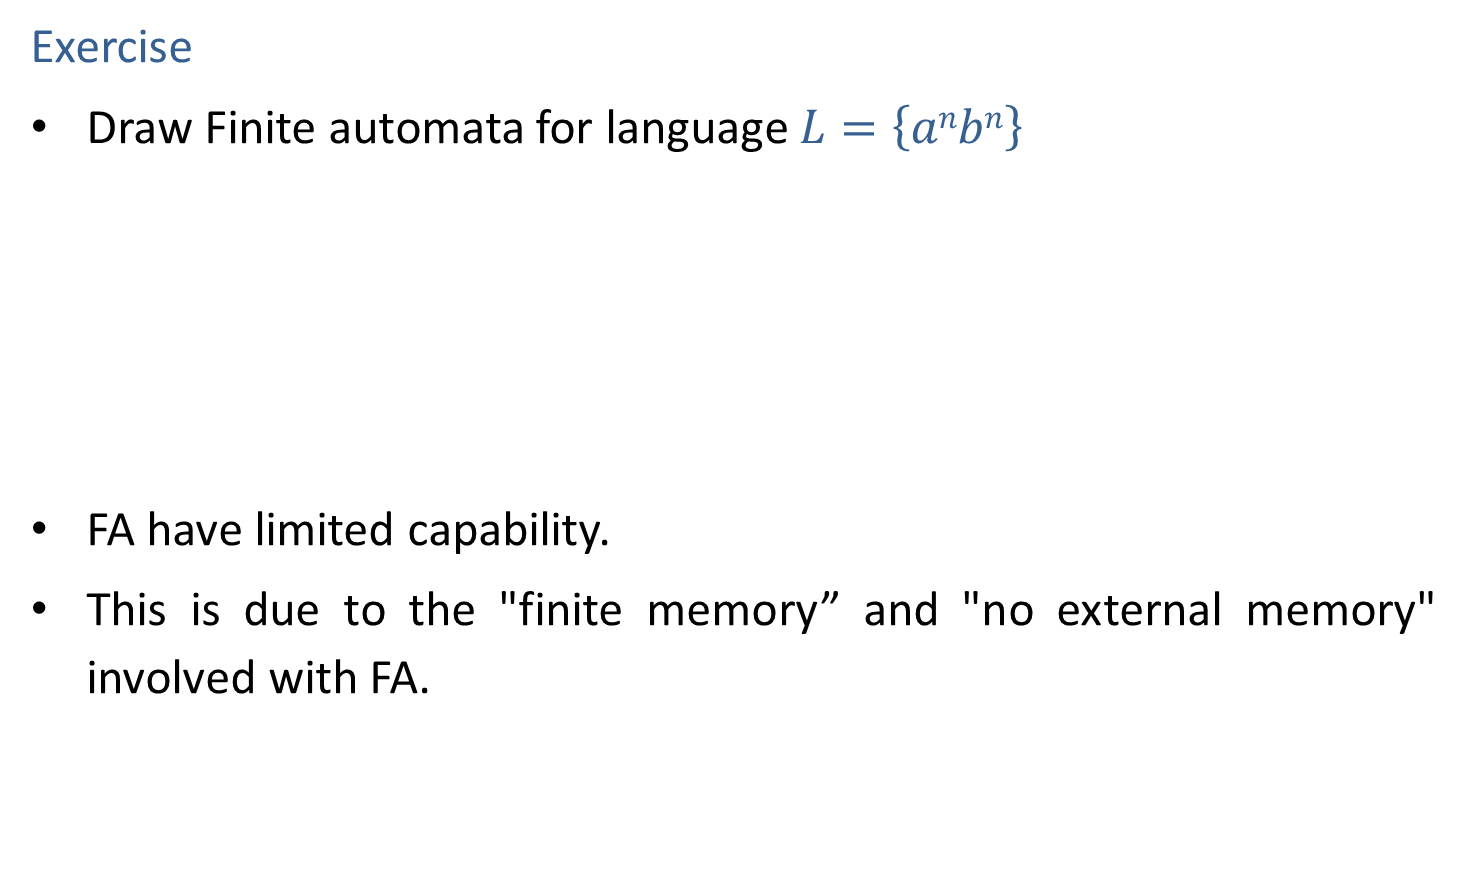 Exercise
• Draw Finite automata for language L = {aⁿbⁿ}
• FA have limited capability.
• This is due to the "finite memory” and "no external memory"
involved with FA.